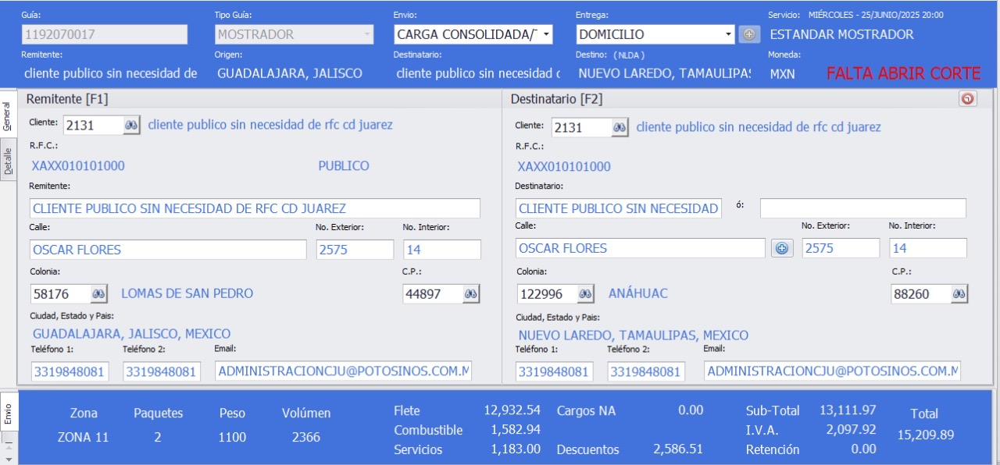 Guía: Tipo Guía: Envio: Entrega: Servicio: MIÉRCOLES - 25/JUNIO/2025 20:00
1192070017 MOSTRADOR CARGA CONSOLIDADA/ DOMICILIO ESTANDAR MOSTRADOR
Remitente: Origen: Destinatario: Destino: (NLDA) Moneda:
cliente publico sin necesidad de GUADALAJARA, JALISCO cliente publico sin necesidad NUEVO LAREDO, TAMAULIPAS MXN FALTA ABRIR CORTE
General
Detalle
Remitente [F1]
Cliente: 2131 cliente publico sin necesidad de rfc cd juarez
R.F.C.:
XAXX010101000 PUBLICO
Remitente:
CLIENTE PUBLICO SIN NECESIDAD DE RFC CD JUAREZ
Calle: No. Exterior: No. Interior:
OSCAR FLORES 2575 14
Colonia: C.P.:
58176 LOMAS DE SAN PEDRO 44897
Ciudad, Estado y Pais:
GUADALAJARA, JALISCO, MEXICO
Teléfono 1: Teléfono 2: Email:
3319848081 3319848081 ADMINISTRACIONCJU@POTOSINOS.COM.M
Destinatario [F2]
Cliente: 2131 cliente publico sin necesidad de rfc cd juarez
R.F.C.:
XAXX010101000
Destinatario:
CLIENTE PUBLICO SIN NECESIDAD ó:
Calle: No. Exterior: No. Interior:
OSCAR FLORES 2575 14
Colonia: C.P.:
122996 ANÁHUAC 88260
Ciudad, Estado y Pais:
NUEVO LAREDO, TAMAULIPAS, MEXICO
Teléfono 1: Teléfono 2: Email:
3319848081 3319848081 ADMINISTRACIONCJU@POTOSINOS.COM.M
Envio
Zona Paquetes Peso Volúmen
ZONA 11 2 1100 2366
Flete 12,932.54 Cargos NA 0.00 Sub-Total 13,111.97 Total
Combustible 1,582.94 I.V.A. 2,097.92 15,209.89
Servicios 1,183.00 Descuentos 2,586.51 Retención 0.00